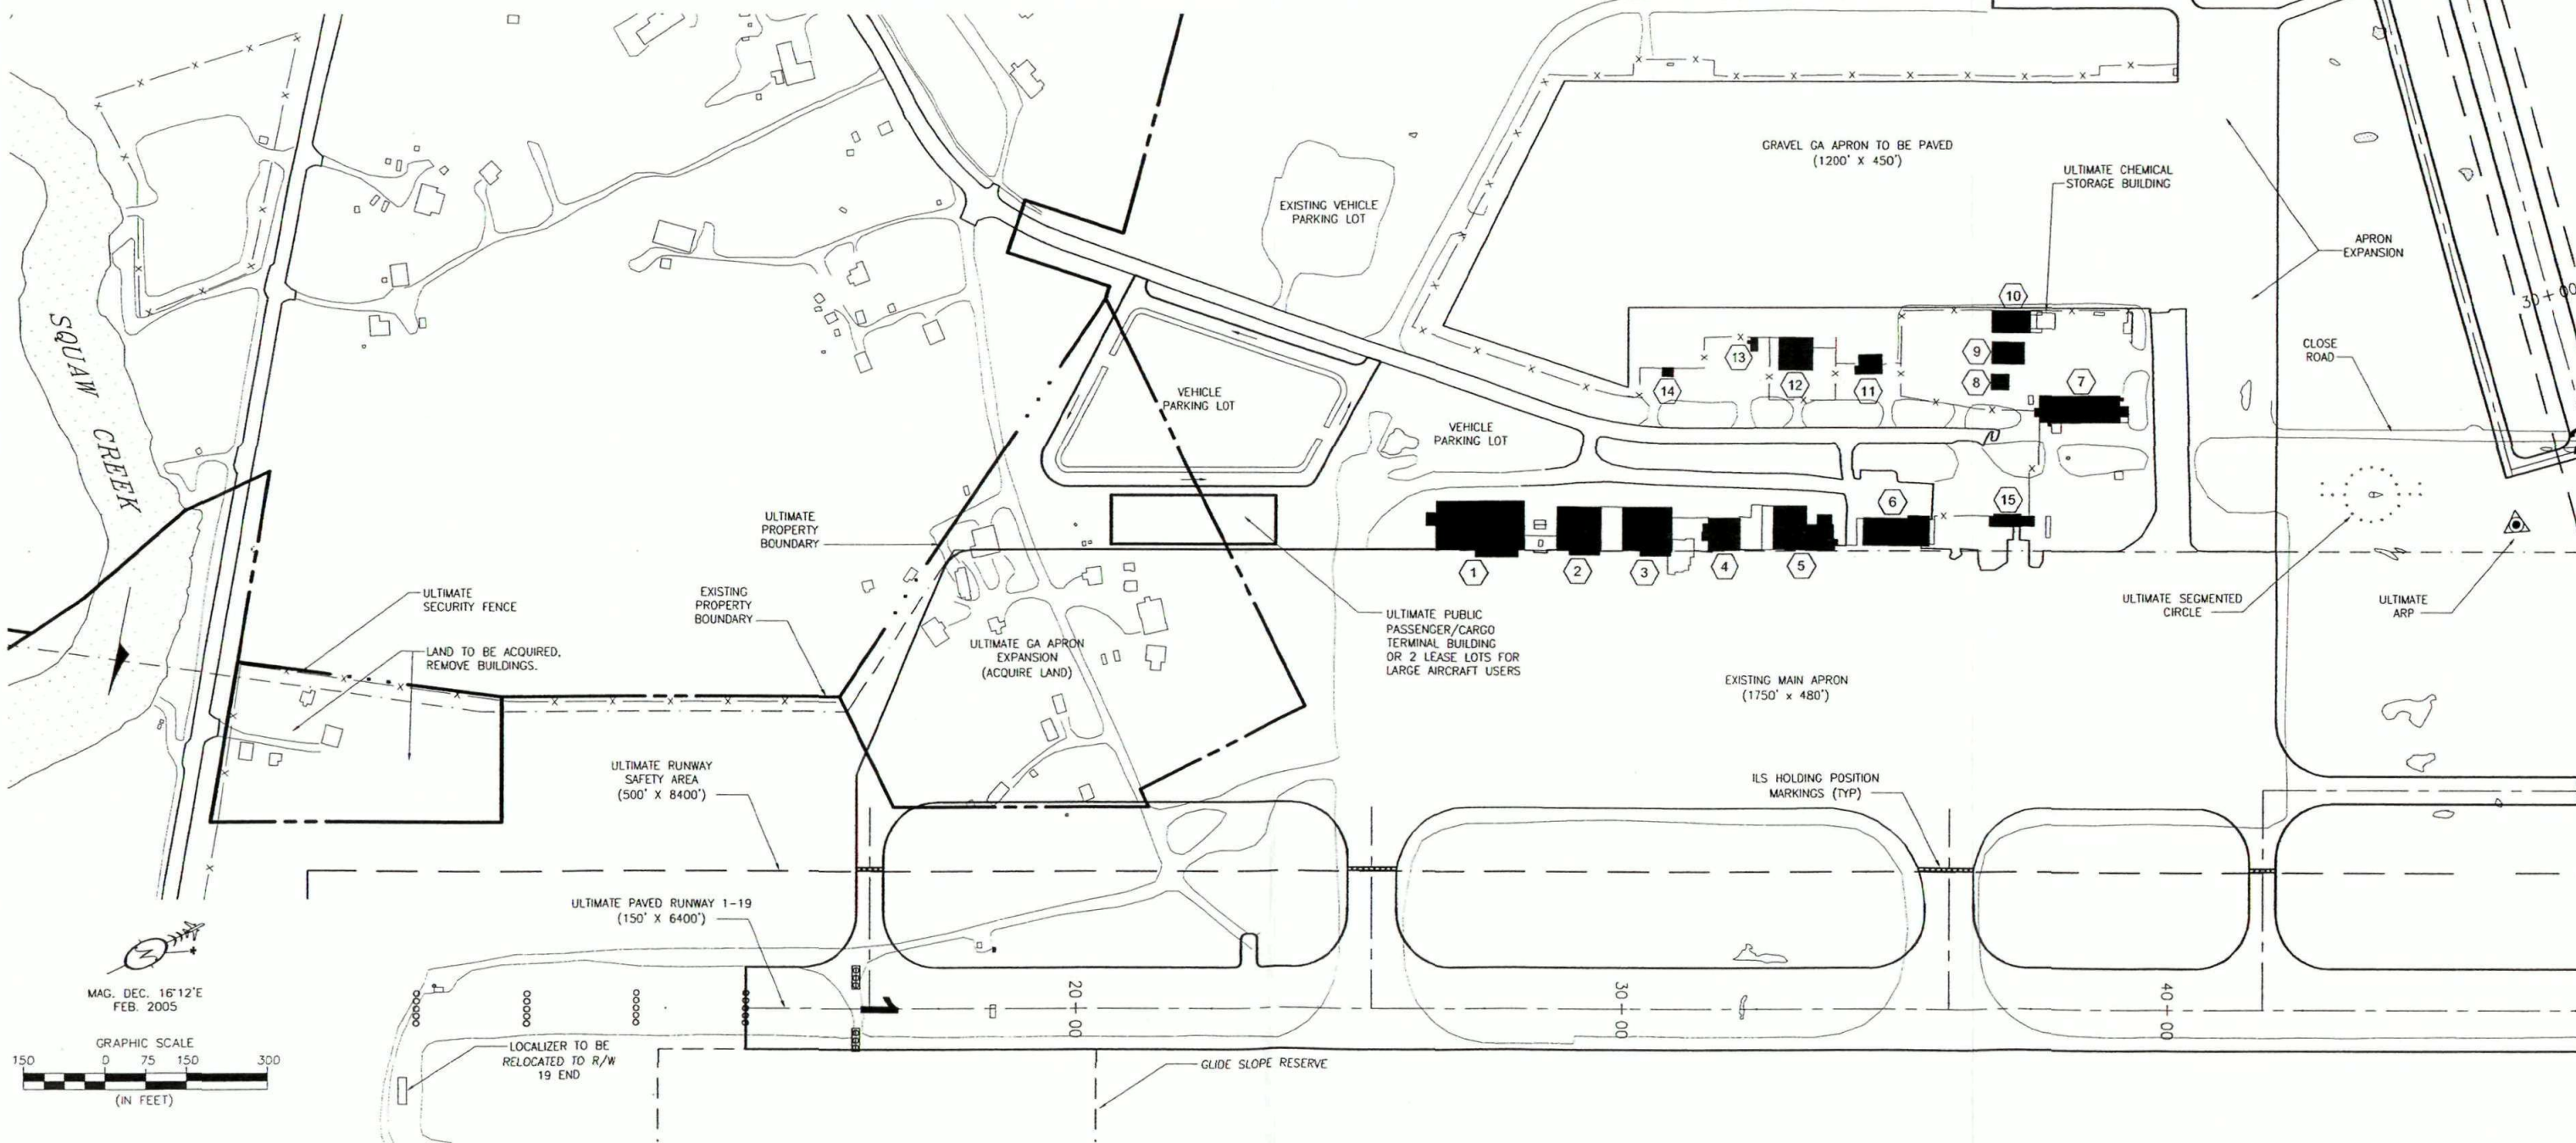 GRAVEL GA APRON TO BE PAVED
(1200' X 450')
ULTIMATE CHEMICAL
STORAGE BUILDING
EXISTING VEHICLE
PARKING LOT
APRON
EXPANSION
30+00
CLOSE
ROAD
SQUAW CREEK
VEHICLE
PARKING LOT
VEHICLE
PARKING LOT
10
9
8
7
13
12
11
14
6
15
1
2
3
4
5
ULTIMATE
PROPERTY
BOUNDARY
ULTIMATE
SECURITY FENCE
EXISTING
PROPERTY
BOUNDARY
LAND TO BE ACQUIRED,
REMOVE BUILDINGS.
ULTIMATE GA APRON
EXPANSION
(ACQUIRE LAND)
ULTIMATE PUBLIC
PASSENGER/CARGO
TERMINAL BUILDING
OR 2 LEASE LOTS FOR
LARGE AIRCRAFT USERS
ULTIMATE SEGMENTED
CIRCLE
ULTIMATE
ARP
EXISTING MAIN APRON
(1750' x 480')
ULTIMATE RUNWAY
SAFETY AREA
(500' X 8400')
ILS HOLDING POSITION
MARKINGS (TYP)
ULTIMATE PAVED RUNWAY 1-19
(150' X 6400')
1
20+00
30+00
40+00
MAG. DEC. 16°12'E
FEB. 2005
GRAPHIC SCALE
150 0 75 150 300
(IN FEET)
LOCALIZER TO BE
RELOCATED TO R/W
19 END
GLIDE SLOPE RESERVE